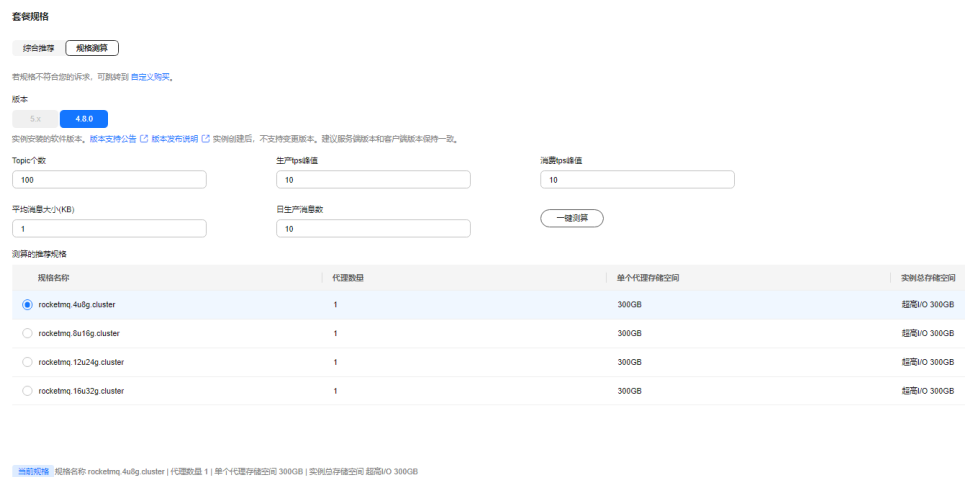 套餐规格
综合推荐 规格测算
若规格不符合您的诉求，可跳转到 自定义购买。
版本
5.x 4.8.0
实例安装的软件版本。版本支持公告 版本发布说明 实例创建后，不支持变更版本。建议服务端版本和客户端版本保持一致。
Topic个数 生产tps峰值 消费tps峰值
100 10 10
平均消息大小(KB) 日生产消息数
1 10 一键测算
测算的推荐规格
规格名称 代理数量 单个代理存储空间 实例总存储空间
rocketmq.4u8g.cluster 1 300GB 超高I/O 300GB
rocketmq.8u16g.cluster 1 300GB 超高I/O 300GB
rocketmq.12u24g.cluster 1 300GB 超高I/O 300GB
rocketmq.16u32g.cluster 1 300GB 超高I/O 300GB
当前规格 规格名称 rocketmq.4u8g.cluster | 代理数量 1 | 单个代理存储空间 300GB | 实例总存储空间 超高I/O 300GB